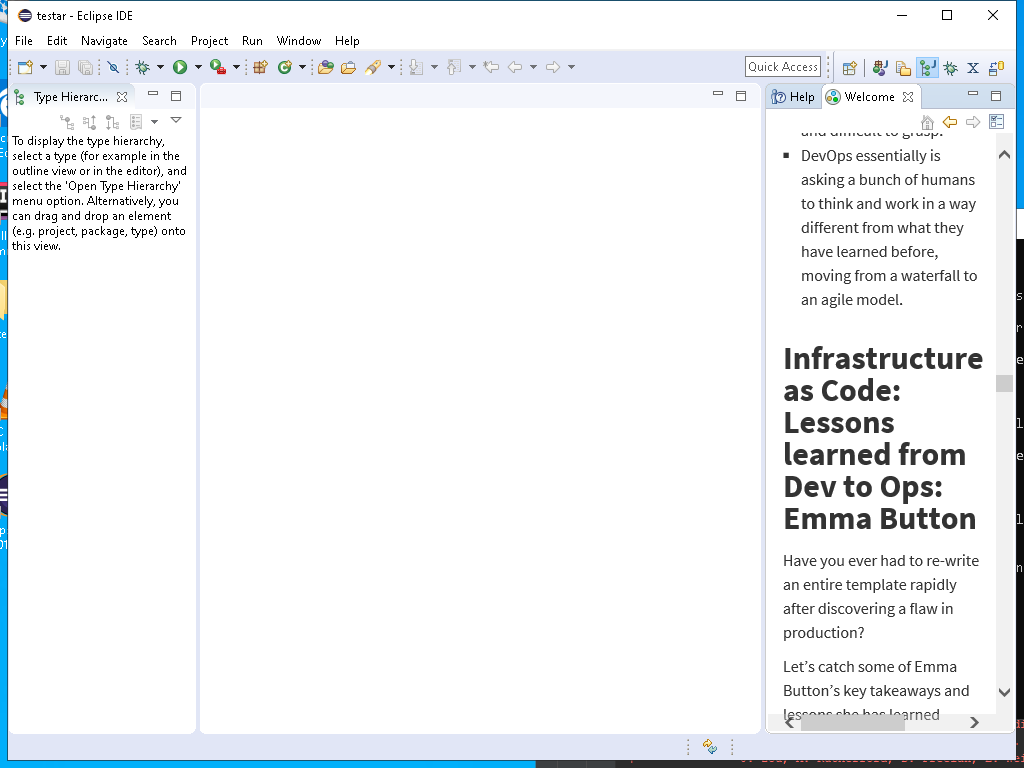 testar - Eclipse IDE
File Edit Navigate Search Project Run Window Help
Quick Access
Type Hierarc...
Help
Welcome
To display the type hierarchy,
select a type (for example in the
outline view or in the editor), and
select the 'Open Type Hierarchy'
menu option. Alternatively, you
can drag and drop an element
(e.g. project, package, type) onto
this view.
and difficult to grasp.
DevOps essentially is
asking a bunch of humans
to think and work in a way
different from what they
have learned before,
moving from a waterfall to
an agile model.
Infrastructure
as Code:
Lessons
learned from
Dev to Ops:
Emma Button
Have you ever had to re-write
an entire template rapidly
after discovering a flaw in
production?
Let’s catch some of Emma
Button’s key takeaways and
lessons she has learned